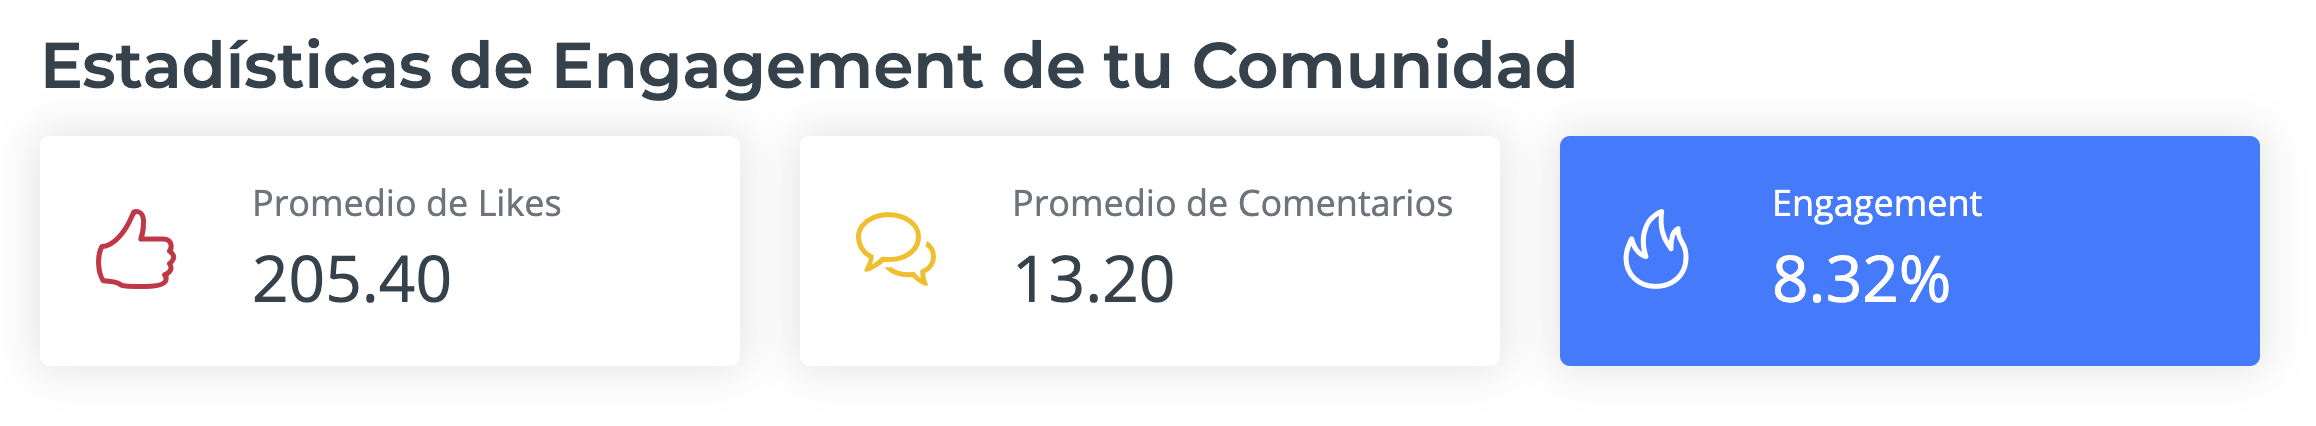 Estadísticas de Engagement de tu Comunidad
Promedio de Likes
205.40
Promedio de Comentarios
13.20
Engagement
8.32%